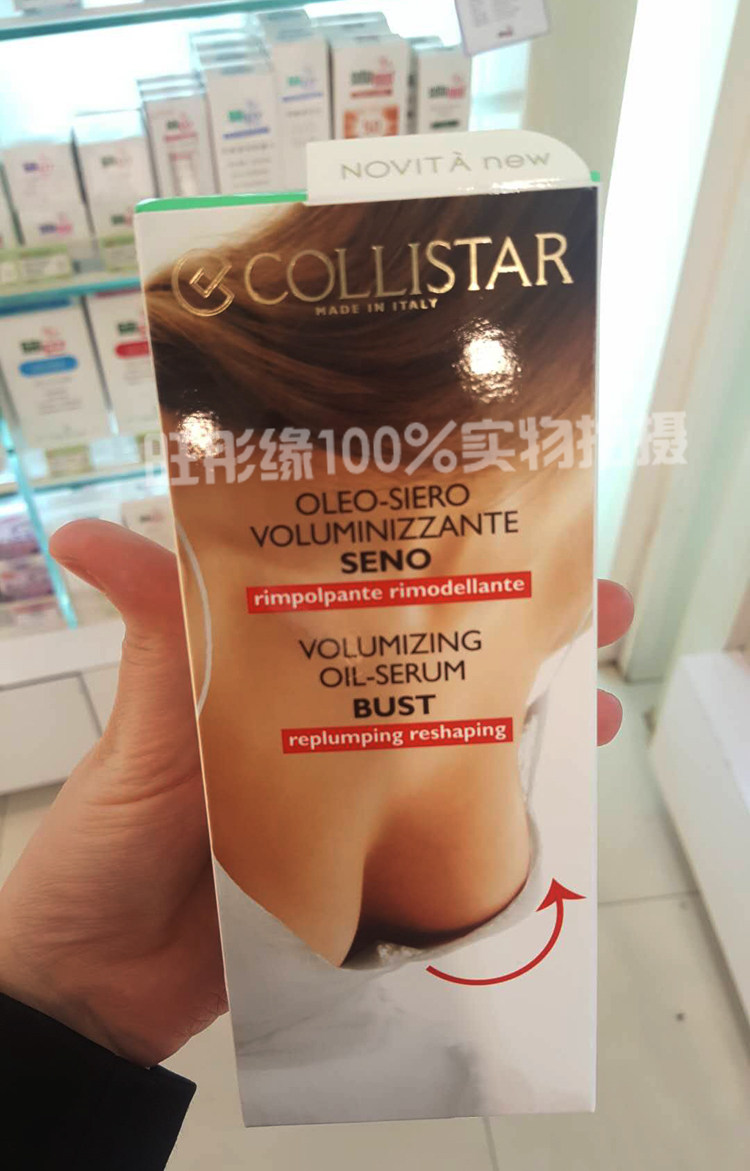 NOVITÀ new
COLLISTAR
MADE IN ITALY
旺彤缘100%实物拍摄
OLEO-SIERO
VOLUMINIZZANTE
SENO
rimpolpante rimodellante
VOLUMIZING
OIL-SERUM
BUST
replumping reshaping